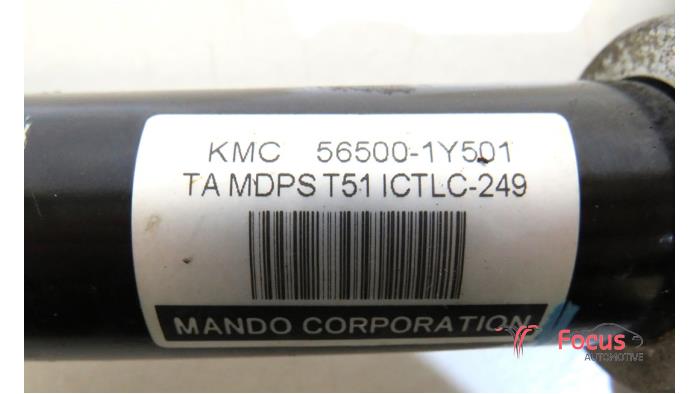 KMC 56500-1Y501
TA MDPS T51 ICTLC-249
MANDO CORPORATION
Focus
AUTOMOTIVE